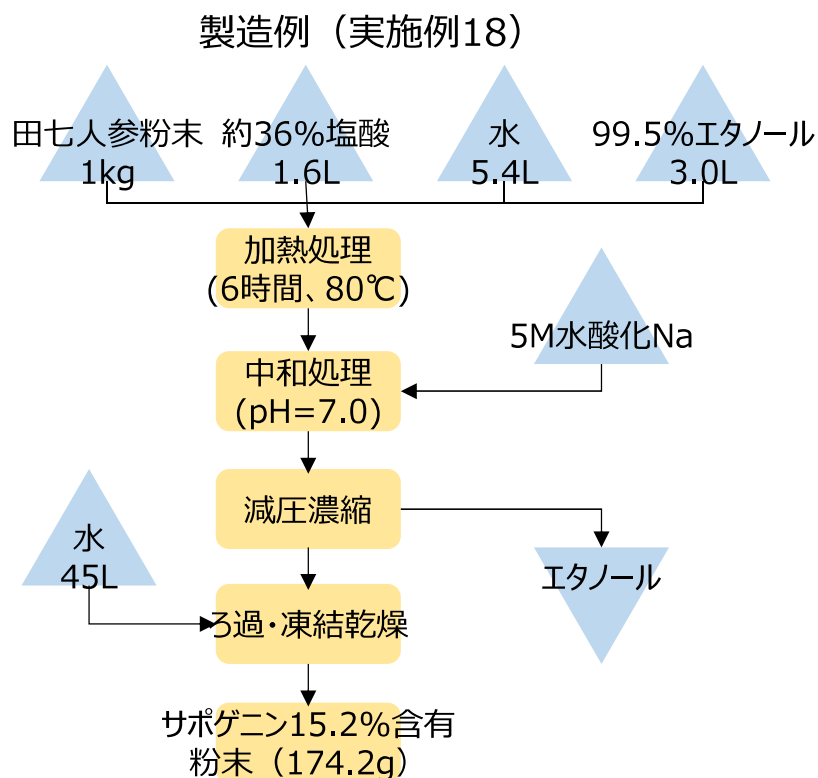 製造例（実施例18）
田七人参粉末
1kg
約36%塩酸
1.6L
水
5.4L
99.5%エタノール
3.0L
加熱処理
(6時間、80℃)
5M水酸化Na
中和処理
(pH=7.0)
減圧濃縮
水
45L
エタノール
ろ過・凍結乾燥
サポゲニン15.2%含有
粉末（174.2g）